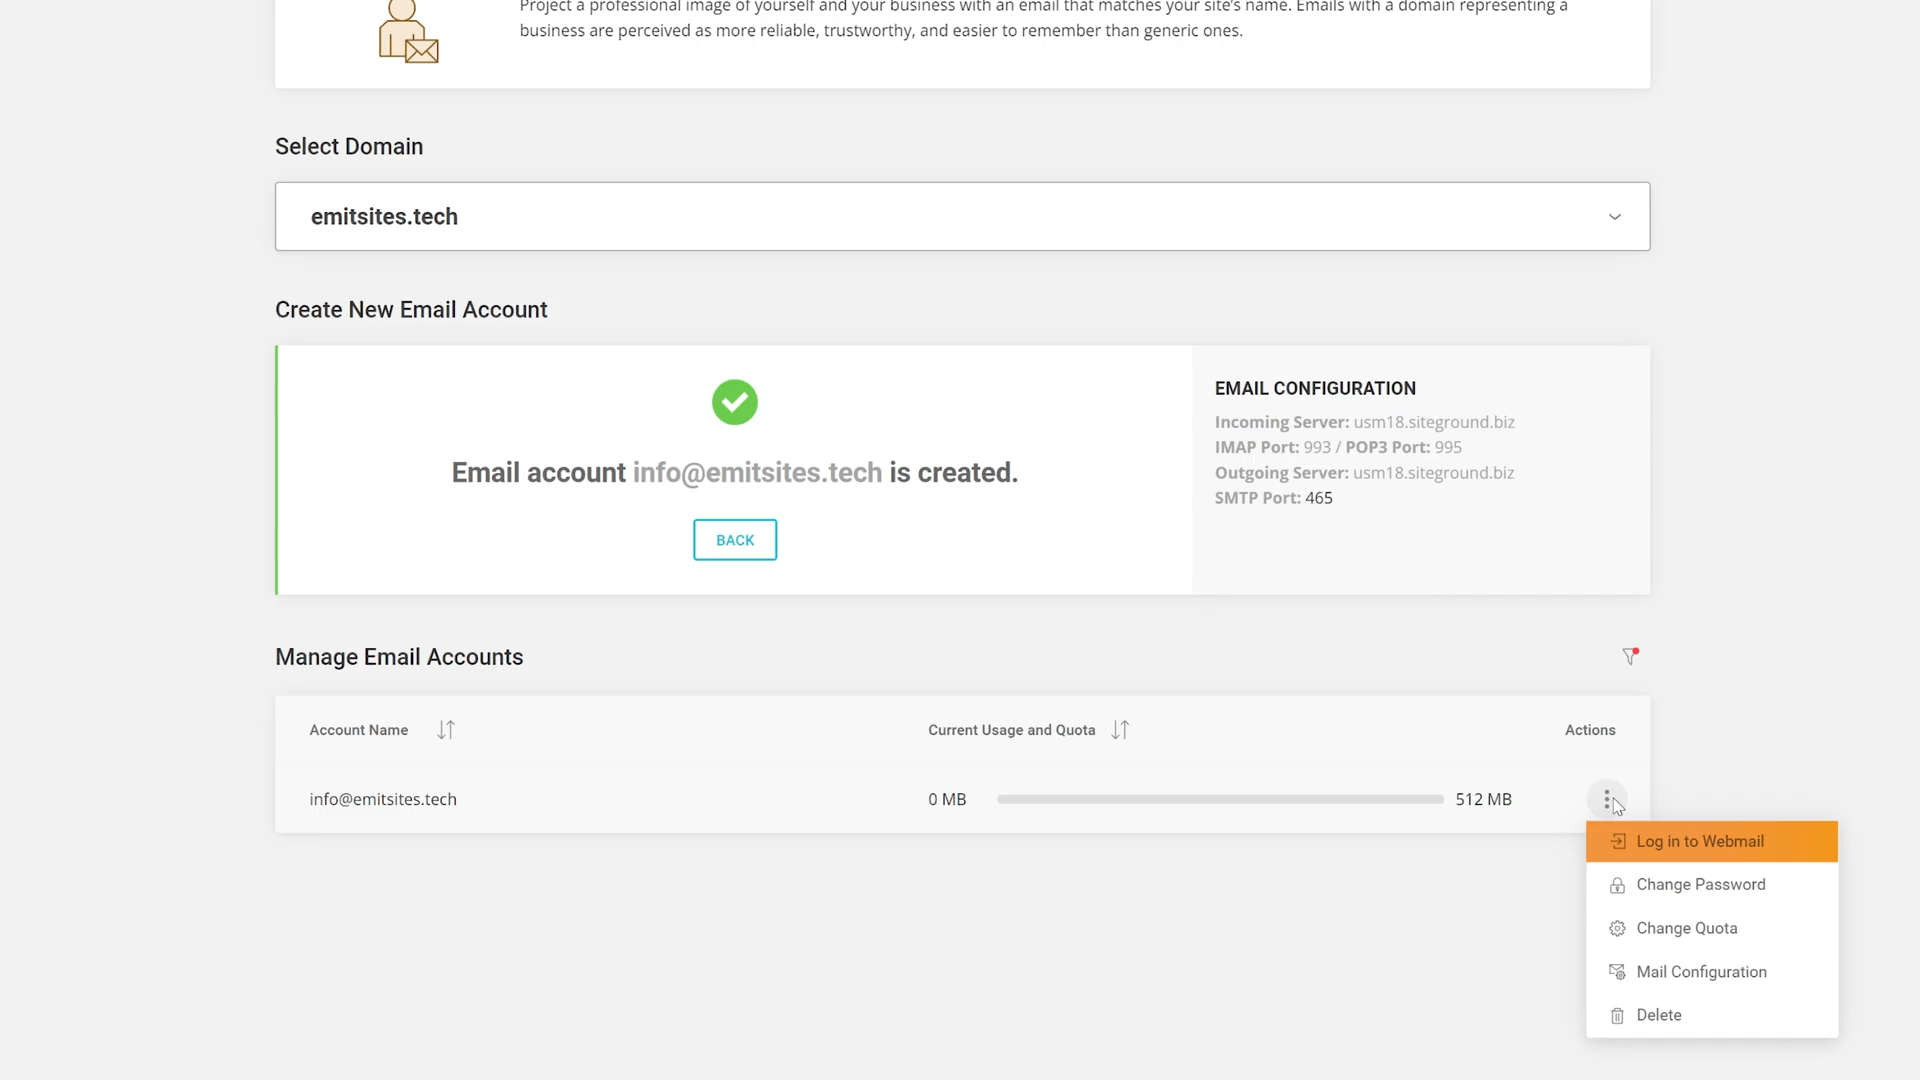 Project a professional image of yourself and your business with an email that matches your site's name. Emails with a domain representing a
business are perceived as more reliable, trustworthy, and easier to remember than generic ones.
Select Domain
emitsites.tech
Create New Email Account
Email account info@emitsites.tech is created.
BACK
EMAIL CONFIGURATION
Incoming Server: usm18.siteground.biz
IMAP Port: 993 / POP3 Port: 995
Outgoing Server: usm18.siteground.biz
SMTP Port: 465
Manage Email Accounts
Account Name Current Usage and Quota Actions
info@emitsites.tech 0 MB 512 MB
Log in to Webmail
Change Password
Change Quota
Mail Configuration
Delete